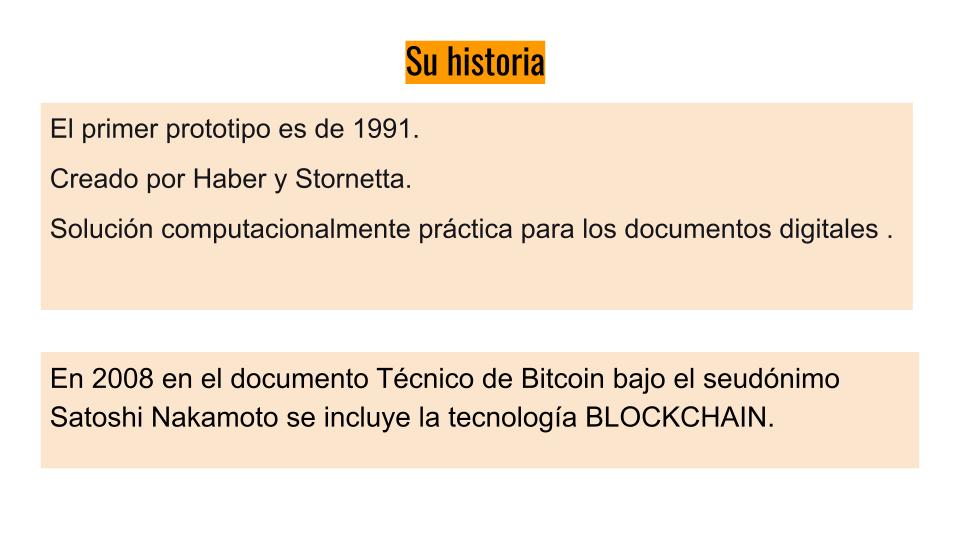 Su historia
El primer prototipo es de 1991.
Creado por Haber y Stornetta.
Solución computacionalmente práctica para los documentos digitales .
En 2008 en el documento Técnico de Bitcoin bajo el seudónimo
Satoshi Nakamoto se incluye la tecnología BLOCKCHAIN.